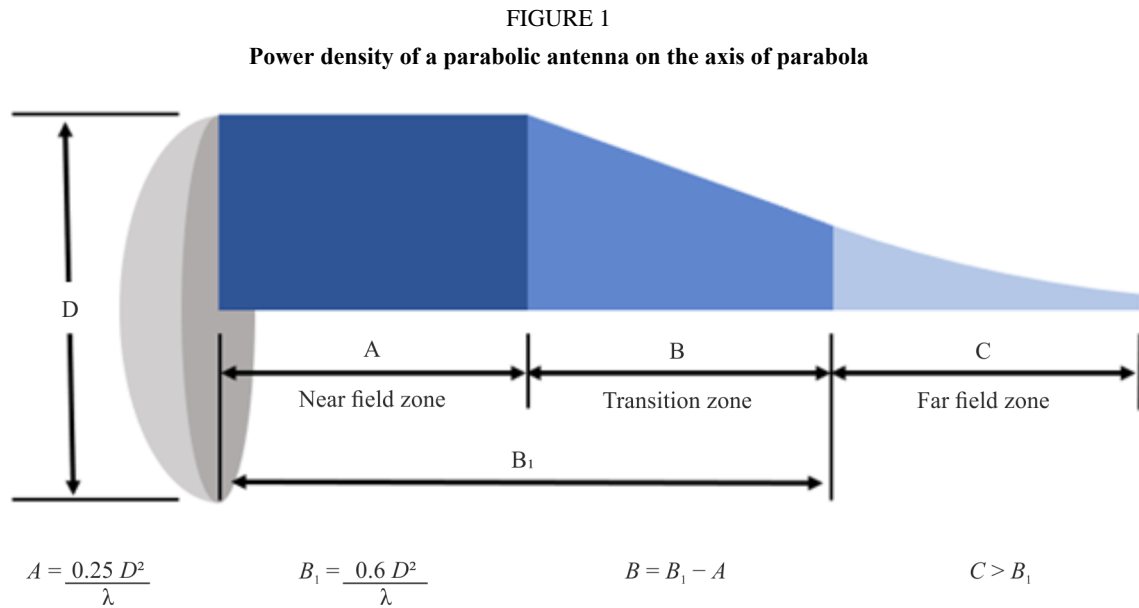 FIGURE 1
Power density of a parabolic antenna on the axis of parabola
D
A
B
C
Near field zone
Transition zone
Far field zone
B₁
A = 0.25 D² / λ
B₁ = 0.6 D² / λ
B = B₁ − A
C > B₁